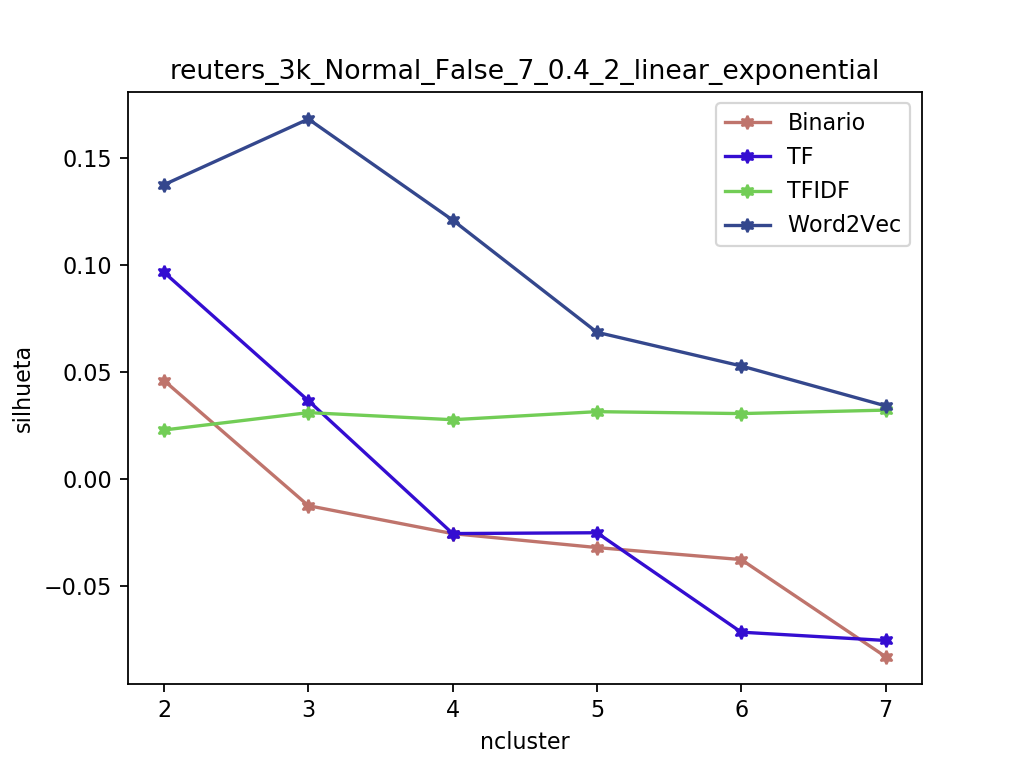 reuters_3k_Normal_False_7_0.4_2_linear_exponential
Binario
TF
TFIDF
Word2Vec
silhueta
0.15
0.10
0.05
0.00
−0.05
2 3 4 5 6 7
ncluster